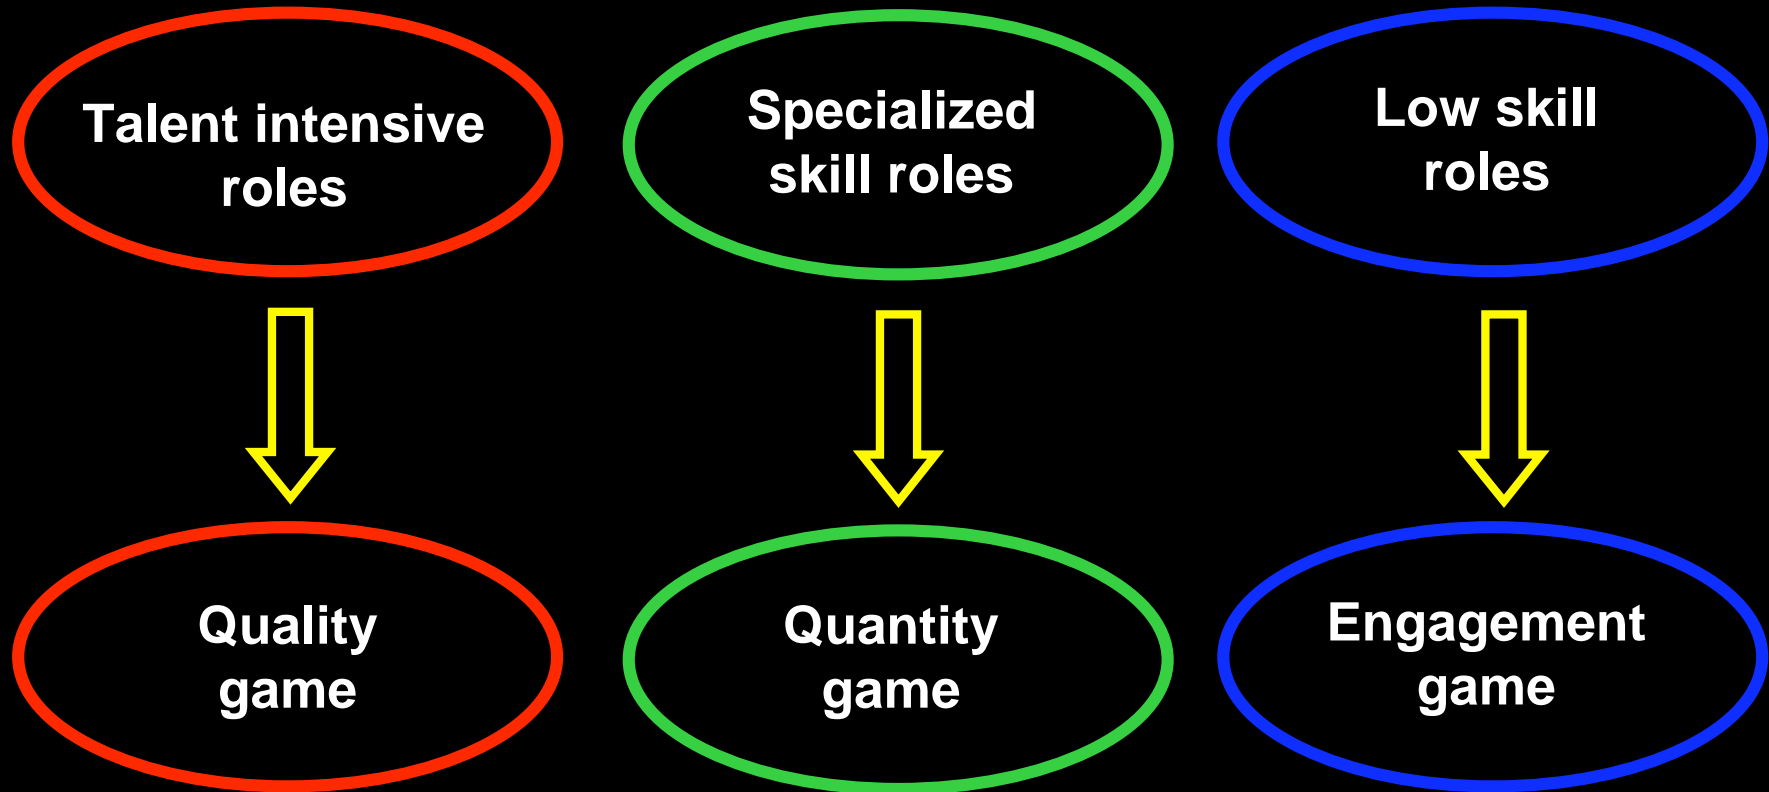 Talent intensive
roles
Specialized
skill roles
Low skill
roles
Quality
game
Quantity
game
Engagement
game